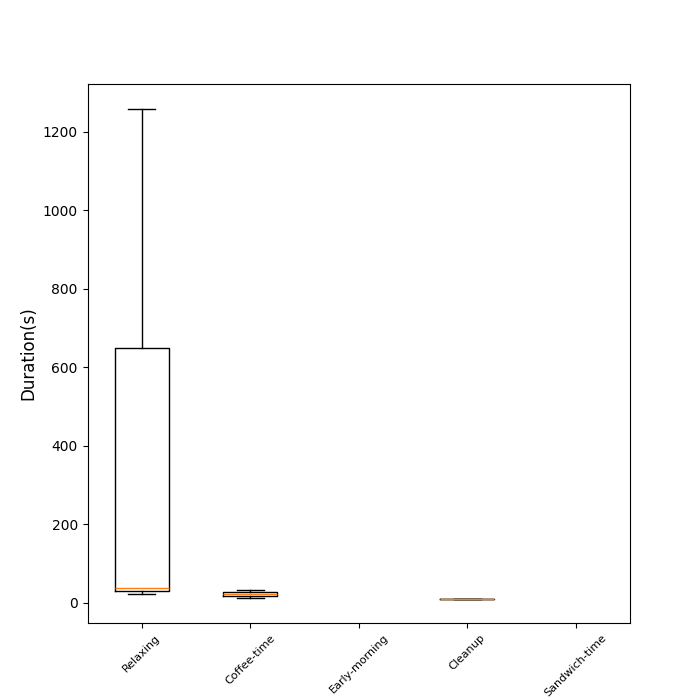 1200
1000
800
600
400
200
0
Duration(s)
Relaxing
Coffee-time
Early-morning
Cleanup
Sandwich-time